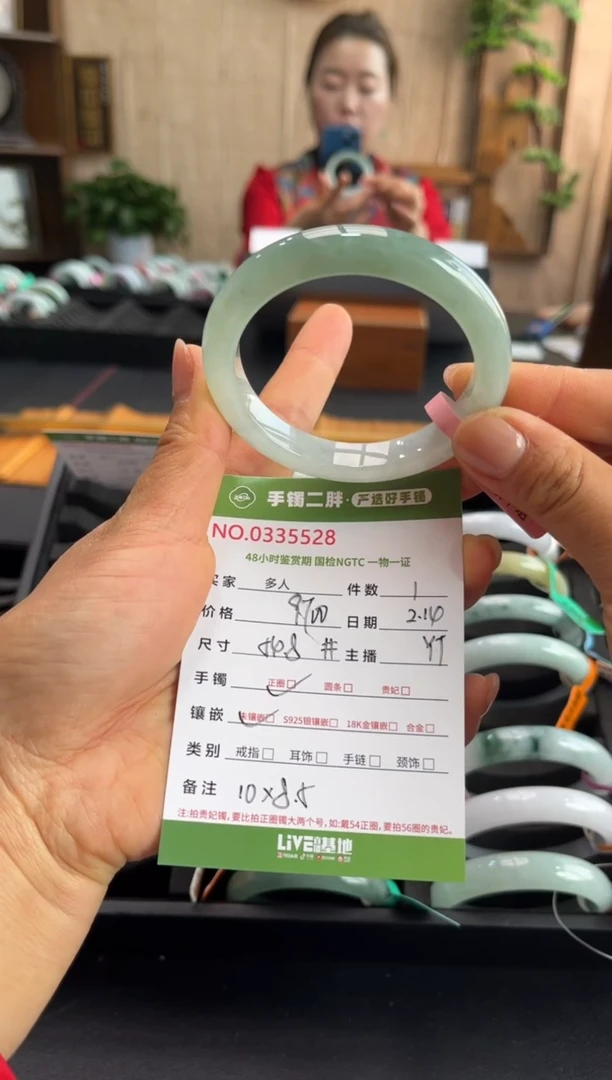 手镯二胖·严选好手镯
NO.0335528
48小时鉴赏期 国检NGTC 一物一证
买家 多人 件数 1
价格 9700 日期 2.14
尺寸 主播 YT
手镯 正圈□ 圆条□ 贵妃□
镶嵌 未镶嵌□ S925银镶嵌□ 18K金镶嵌□ 合金□
类别 戒指□ 耳饰□ 手链□ 颈饰□
备注 10×8.5
注:拍贵妃镯,要比拍正圈镯大两个号,如:戴54正圈,要拍56圈的贵妃。
LIVE 基地